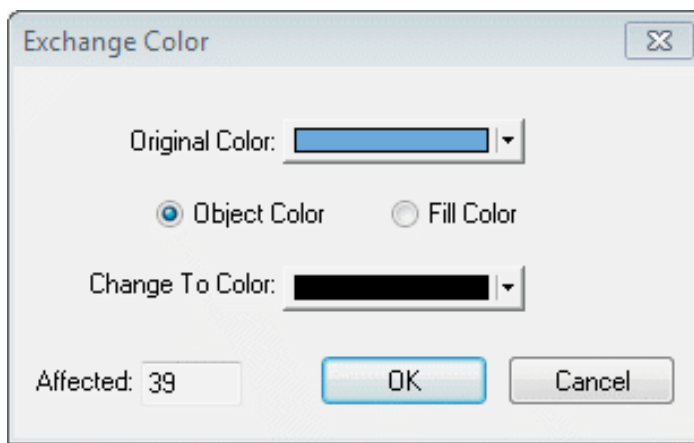 Exchange Color
Original Color:
Object Color Fill Color
Change To Color:
Affected: 39 OK Cancel